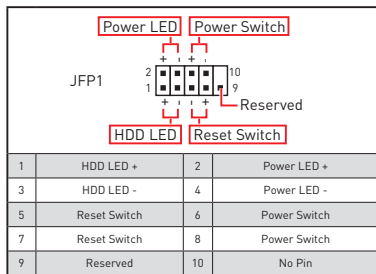 Power LED Power Switch
+ - + -
JFP1
2 10
1 9
Reserved
+ - - +
HDD LED Reset Switch
1 HDD LED + 2 Power LED +
3 HDD LED - 4 Power LED -
5 Reset Switch 6 Power Switch
7 Reset Switch 8 Power Switch
9 Reserved 10 No Pin